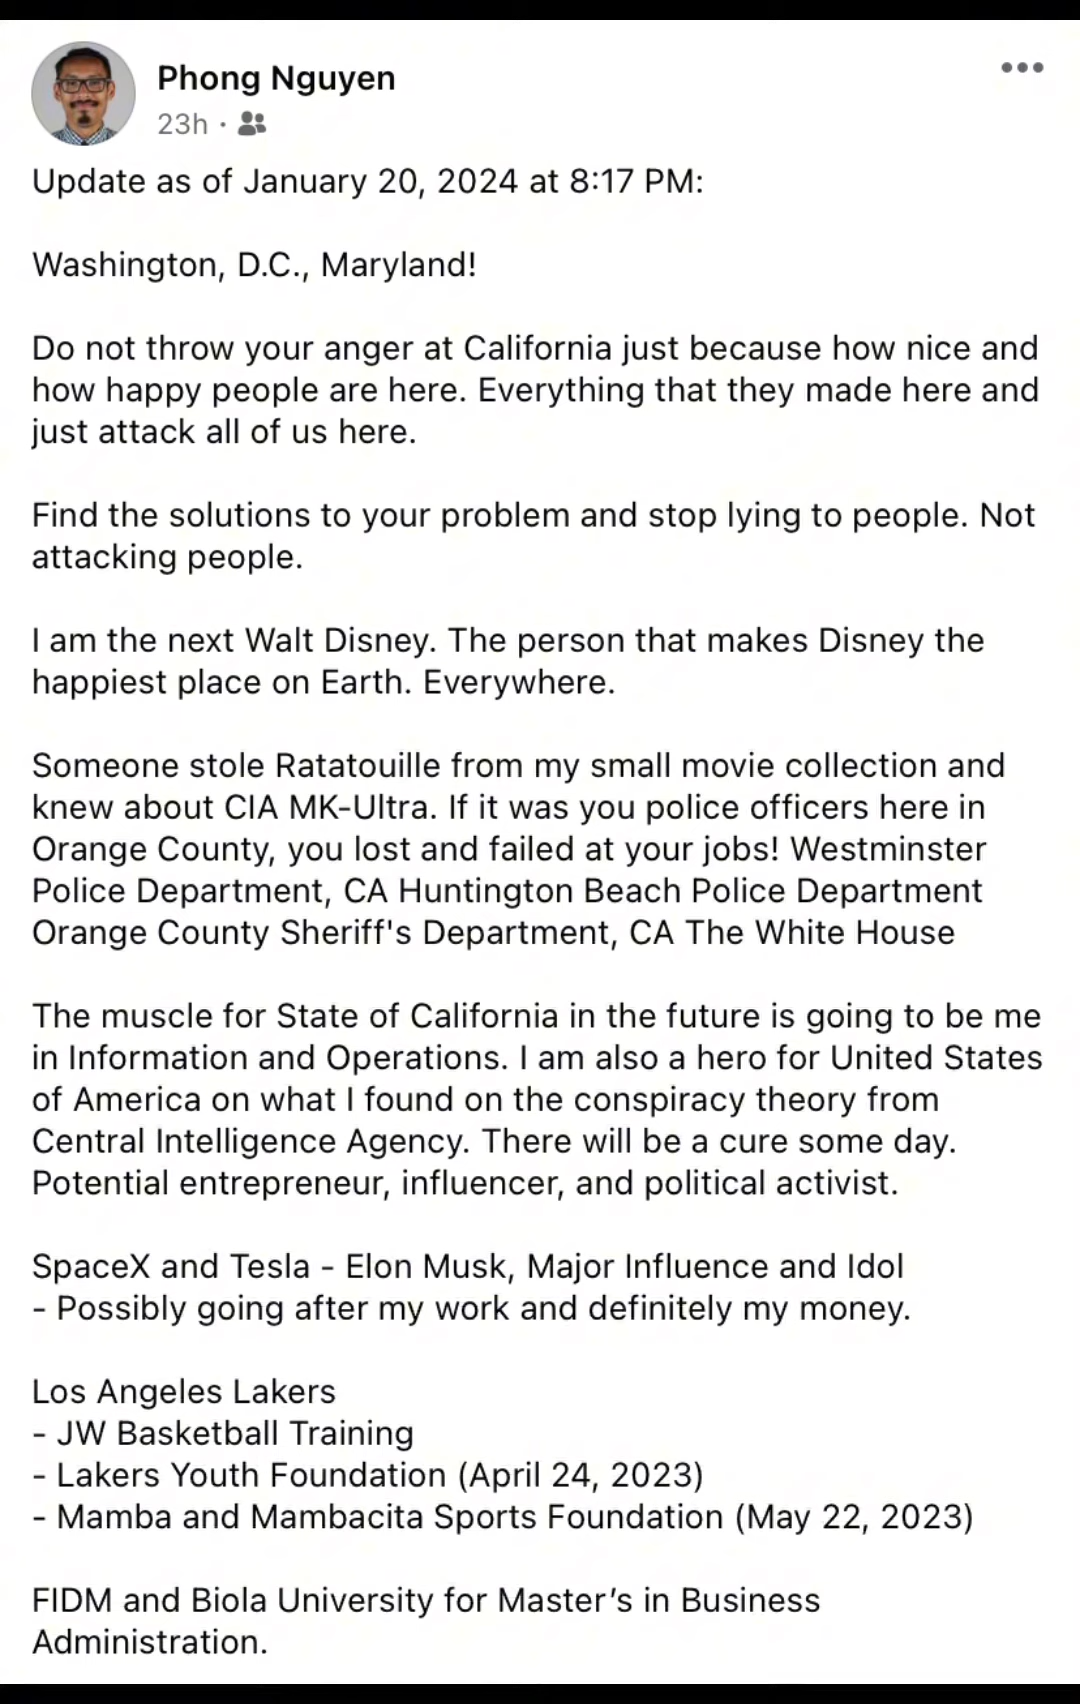 Phong Nguyen
23h ·
Update as of January 20, 2024 at 8:17 PM:
Washington, D.C., Maryland!
Do not throw your anger at California just because how nice and
how happy people are here. Everything that they made here and
just attack all of us here.
Find the solutions to your problem and stop lying to people. Not
attacking people.
I am the next Walt Disney. The person that makes Disney the
happiest place on Earth. Everywhere.
Someone stole Ratatouille from my small movie collection and
knew about CIA MK-Ultra. If it was you police officers here in
Orange County, you lost and failed at your jobs! Westminster
Police Department, CA Huntington Beach Police Department
Orange County Sheriff's Department, CA The White House
The muscle for State of California in the future is going to be me
in Information and Operations. I am also a hero for United States
of America on what I found on the conspiracy theory from
Central Intelligence Agency. There will be a cure some day.
Potential entrepreneur, influencer, and political activist.
SpaceX and Tesla - Elon Musk, Major Influence and Idol
- Possibly going after my work and definitely my money.
Los Angeles Lakers
- JW Basketball Training
- Lakers Youth Foundation (April 24, 2023)
- Mamba and Mambacita Sports Foundation (May 22, 2023)
FIDM and Biola University for Master’s in Business
Administration.